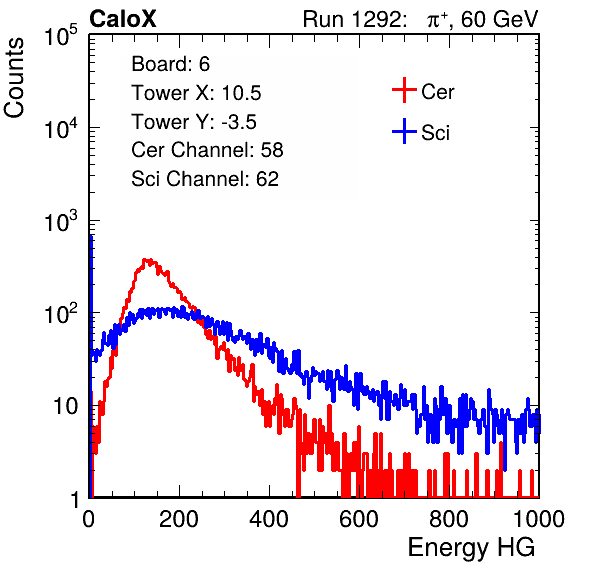 CaloX Run 1292: π⁺, 60 GeV
Counts
Board: 6
Tower X: 10.5
Tower Y: -3.5
Cer Channel: 58
Sci Channel: 62
Cer
Sci
10⁵
10⁴
10³
10²
10
1
0 200 400 600 800 1000
Energy HG